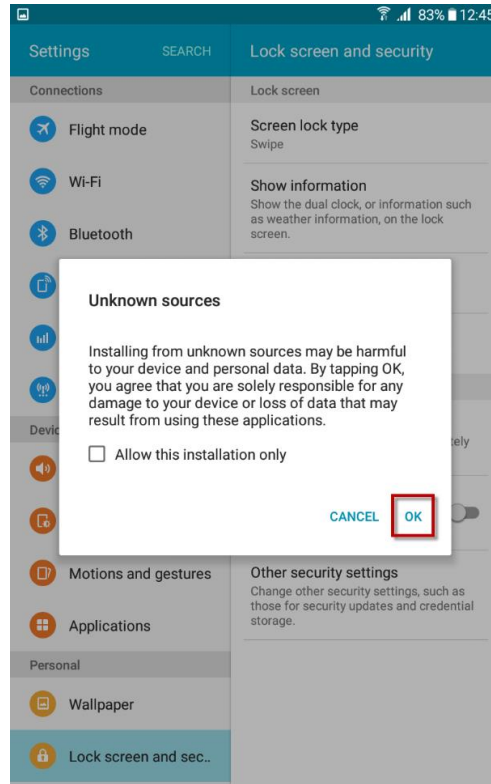 83% 12:45
Settings
SEARCH
Lock screen and security
Connections
Flight mode
Wi-Fi
Bluetooth
Devic
Motions and gestures
Applications
Personal
Wallpaper
Lock screen and sec..
Lock screen
Screen lock type
Swipe
Show information
Show the dual clock, or information such
as weather information, on the lock
screen.
tely
Other security settings
Change other security settings, such as
those for security updates and credential
storage.
Unknown sources
Installing from unknown sources may be harmful
to your device and personal data. By tapping OK,
you agree that you are solely responsible for any
damage to your device or loss of data that may
result from using these applications.
Allow this installation only
CANCEL
OK